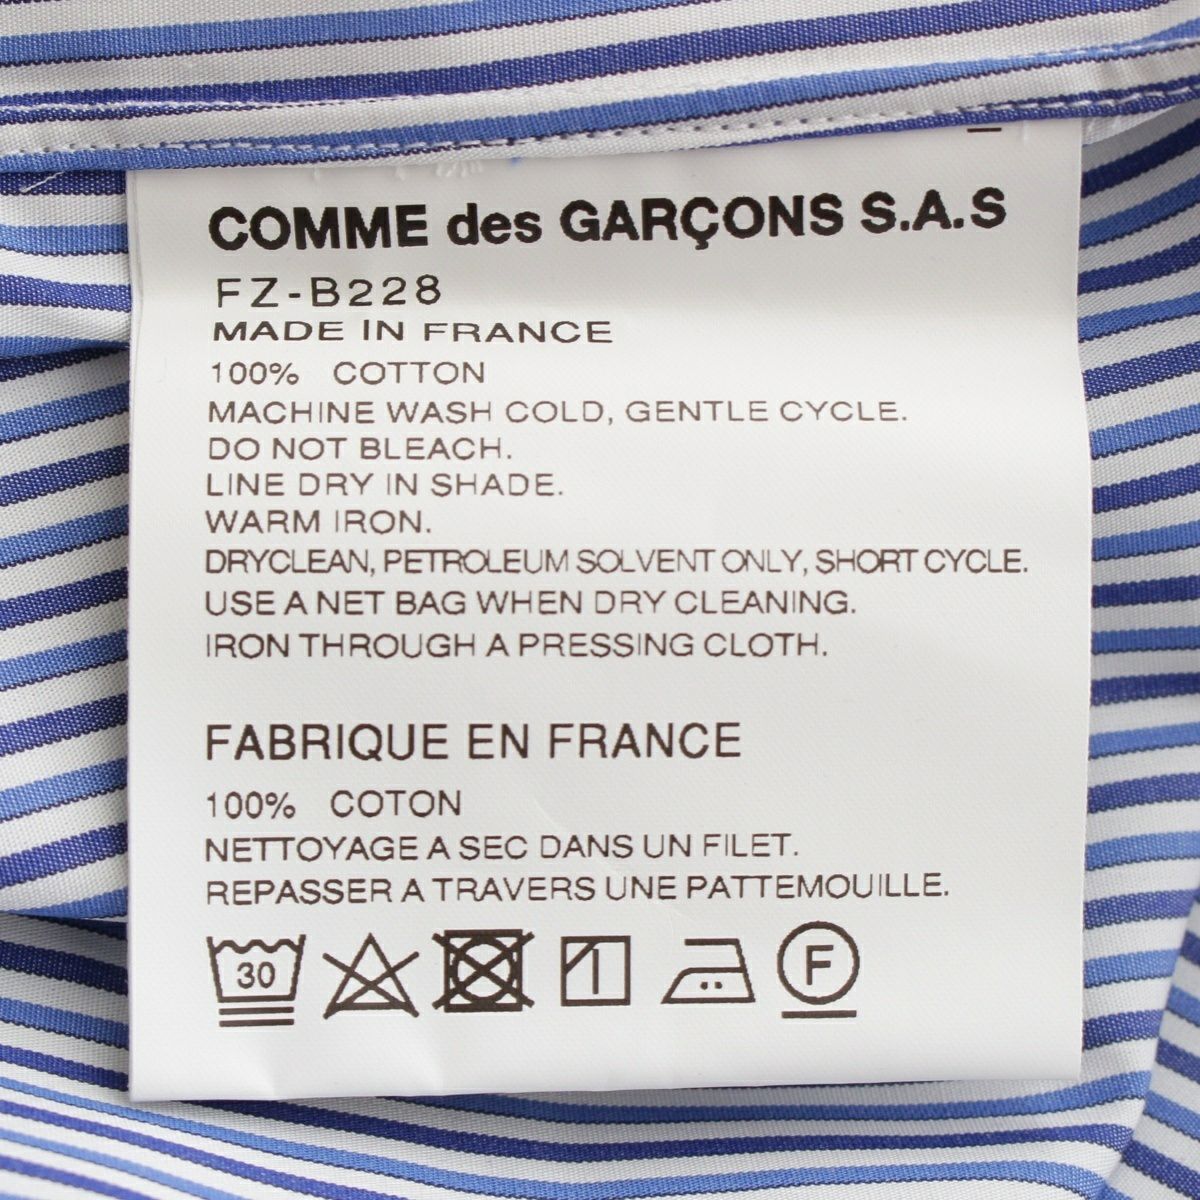 COMME des GARÇONS S.A.S
FZ-B228
MADE IN FRANCE
100% COTTON
MACHINE WASH COLD, GENTLE CYCLE.
DO NOT BLEACH.
LINE DRY IN SHADE.
WARM IRON.
DRYCLEAN, PETROLEUM SOLVENT ONLY, SHORT CYCLE.
USE A NET BAG WHEN DRY CLEANING.
IRON THROUGH A PRESSING CLOTH.
FABRIQUE EN FRANCE
100% COTON
NETTOYAGE A SEC DANS UN FILET.
REPASSER A TRAVERS UNE PATTEMOUILLE.
30 F